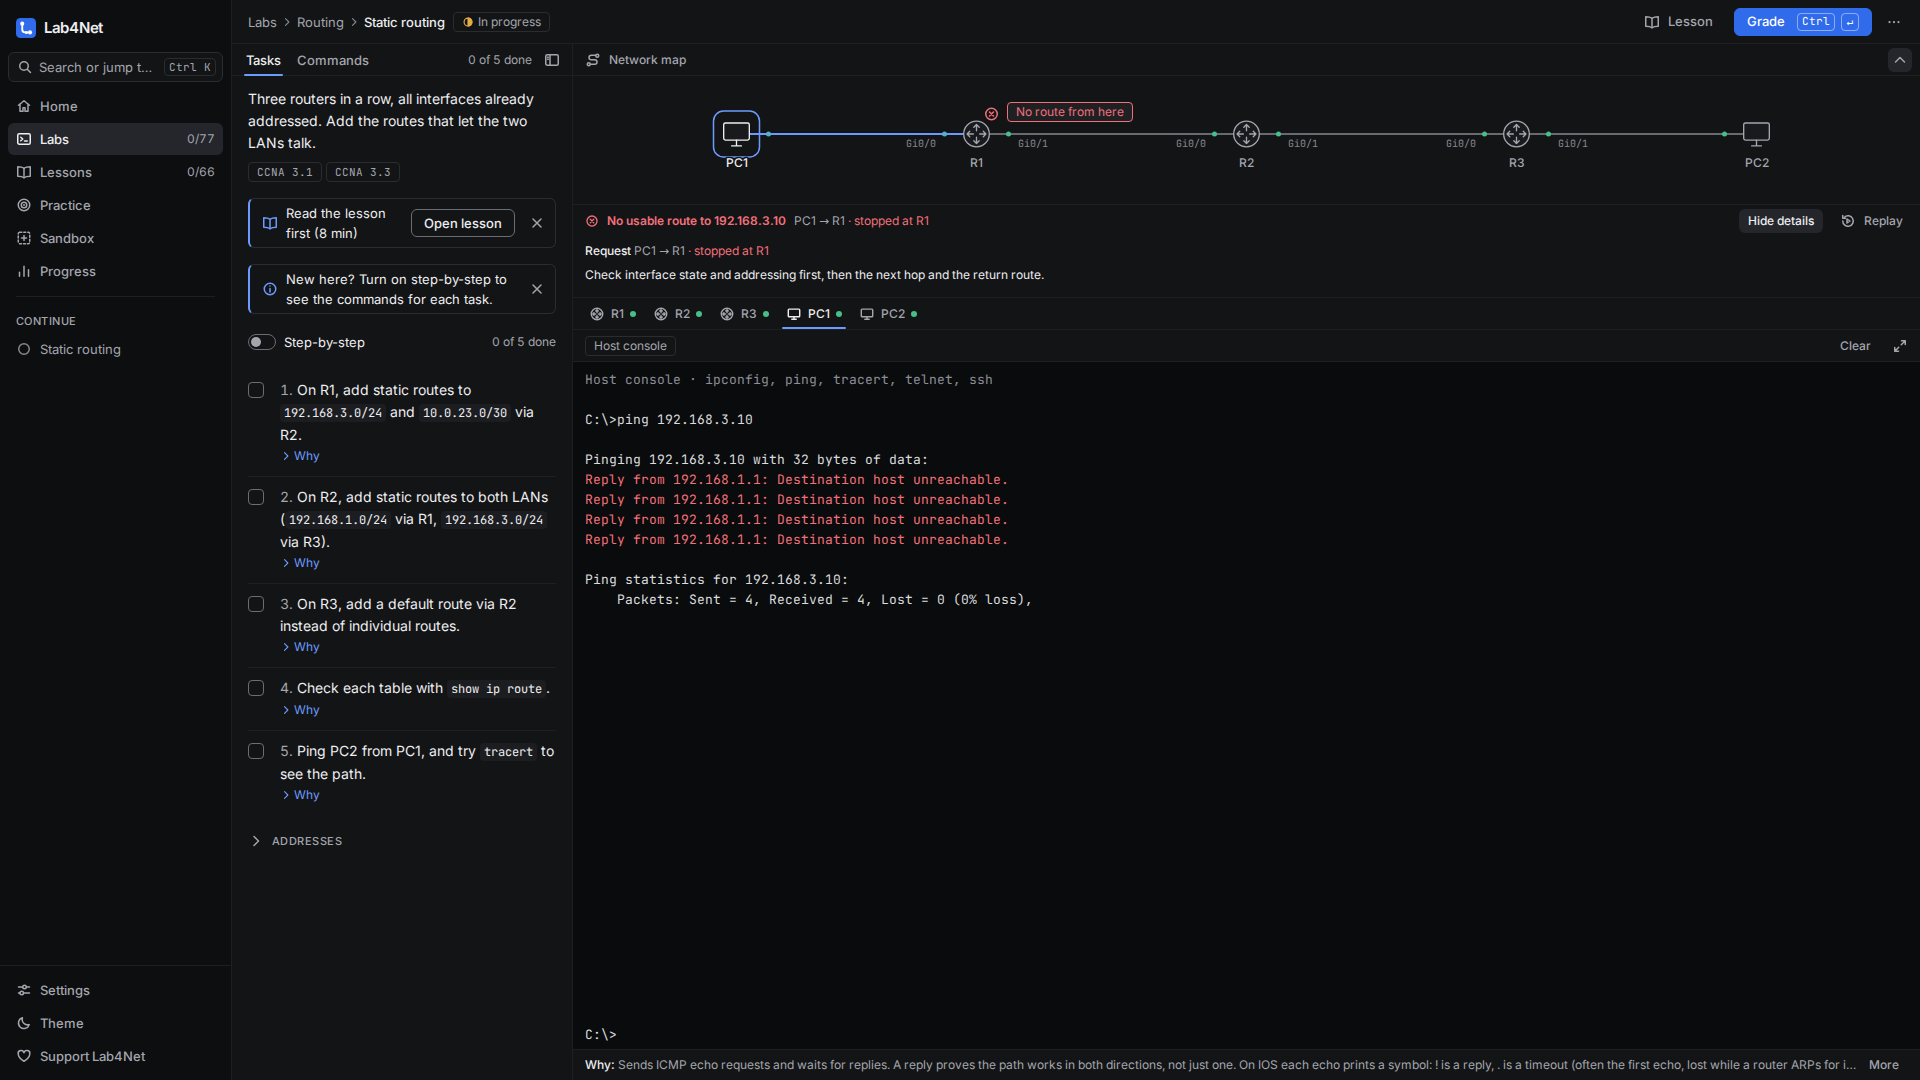 Lab4Net
Search or jump t... Ctrl K
Home
Labs 0/77
Lessons 0/66
Practice
Sandbox
Progress
CONTINUE
Static routing
Settings
Theme
Support Lab4Net
Labs > Routing > Static routing In progress
Lesson Grade Ctrl ↵ ...
Tasks Commands 0 of 5 done
Three routers in a row, all interfaces already
addressed. Add the routes that let the two
LANs talk.
CCNA 3.1 CCNA 3.3
Read the lesson
first (8 min)
Open lesson
New here? Turn on step-by-step to
see the commands for each task.
Step-by-step 0 of 5 done
1. On R1, add static routes to
192.168.3.0/24 and 10.0.23.0/30 via
R2.
> Why
2. On R2, add static routes to both LANs
(192.168.1.0/24 via R1, 192.168.3.0/24
via R3).
> Why
3. On R3, add a default route via R2
instead of individual routes.
> Why
4. Check each table with show ip route.
> Why
5. Ping PC2 from PC1, and try tracert to
see the path.
> Why
> ADDRESSES
Network map
No route from here
Gi0/0 Gi0/1 Gi0/0 Gi0/1 Gi0/0 Gi0/1
PC1 R1 R2 R3 PC2
No usable route to 192.168.3.10 PC1 → R1 · stopped at R1
Hide details Replay
Request PC1 → R1 · stopped at R1
Check interface state and addressing first, then the next hop and the return route.
R1 R2 R3 PC1 PC2
Host console Clear
Host console · ipconfig, ping, tracert, telnet, ssh
C:\>ping 192.168.3.10
Pinging 192.168.3.10 with 32 bytes of data:
Reply from 192.168.1.1: Destination host unreachable.
Reply from 192.168.1.1: Destination host unreachable.
Reply from 192.168.1.1: Destination host unreachable.
Reply from 192.168.1.1: Destination host unreachable.
Ping statistics for 192.168.3.10:
Packets: Sent = 4, Received = 4, Lost = 0 (0% loss),
C:\>
Why: Sends ICMP echo requests and waits for replies. A reply proves the path works in both directions, not just one. On IOS each echo prints a symbol: ! is a reply, . is a timeout (often the first echo, lost while a router ARPs for i... More